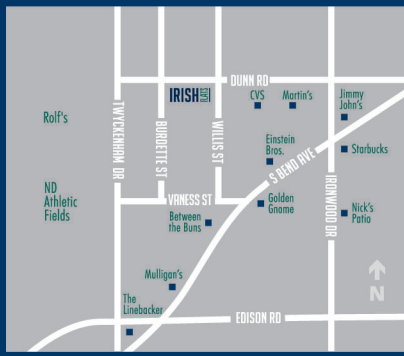 DUNN RD
IRISH FLATS
CVS
Martin's
Jimmy
John's
Rolf's
TWYCKENHAM DR
BURDETTE ST
WILLIS ST
Einstein
Bros.
Starbucks
S BEND AVE
IRONWOOD DR
ND
Athletic
Fields
VANESS ST
Golden
Gnome
Between
the Buns
Nick's
Patio
Mulligan's
N
The
Linebacker
EDISON RD